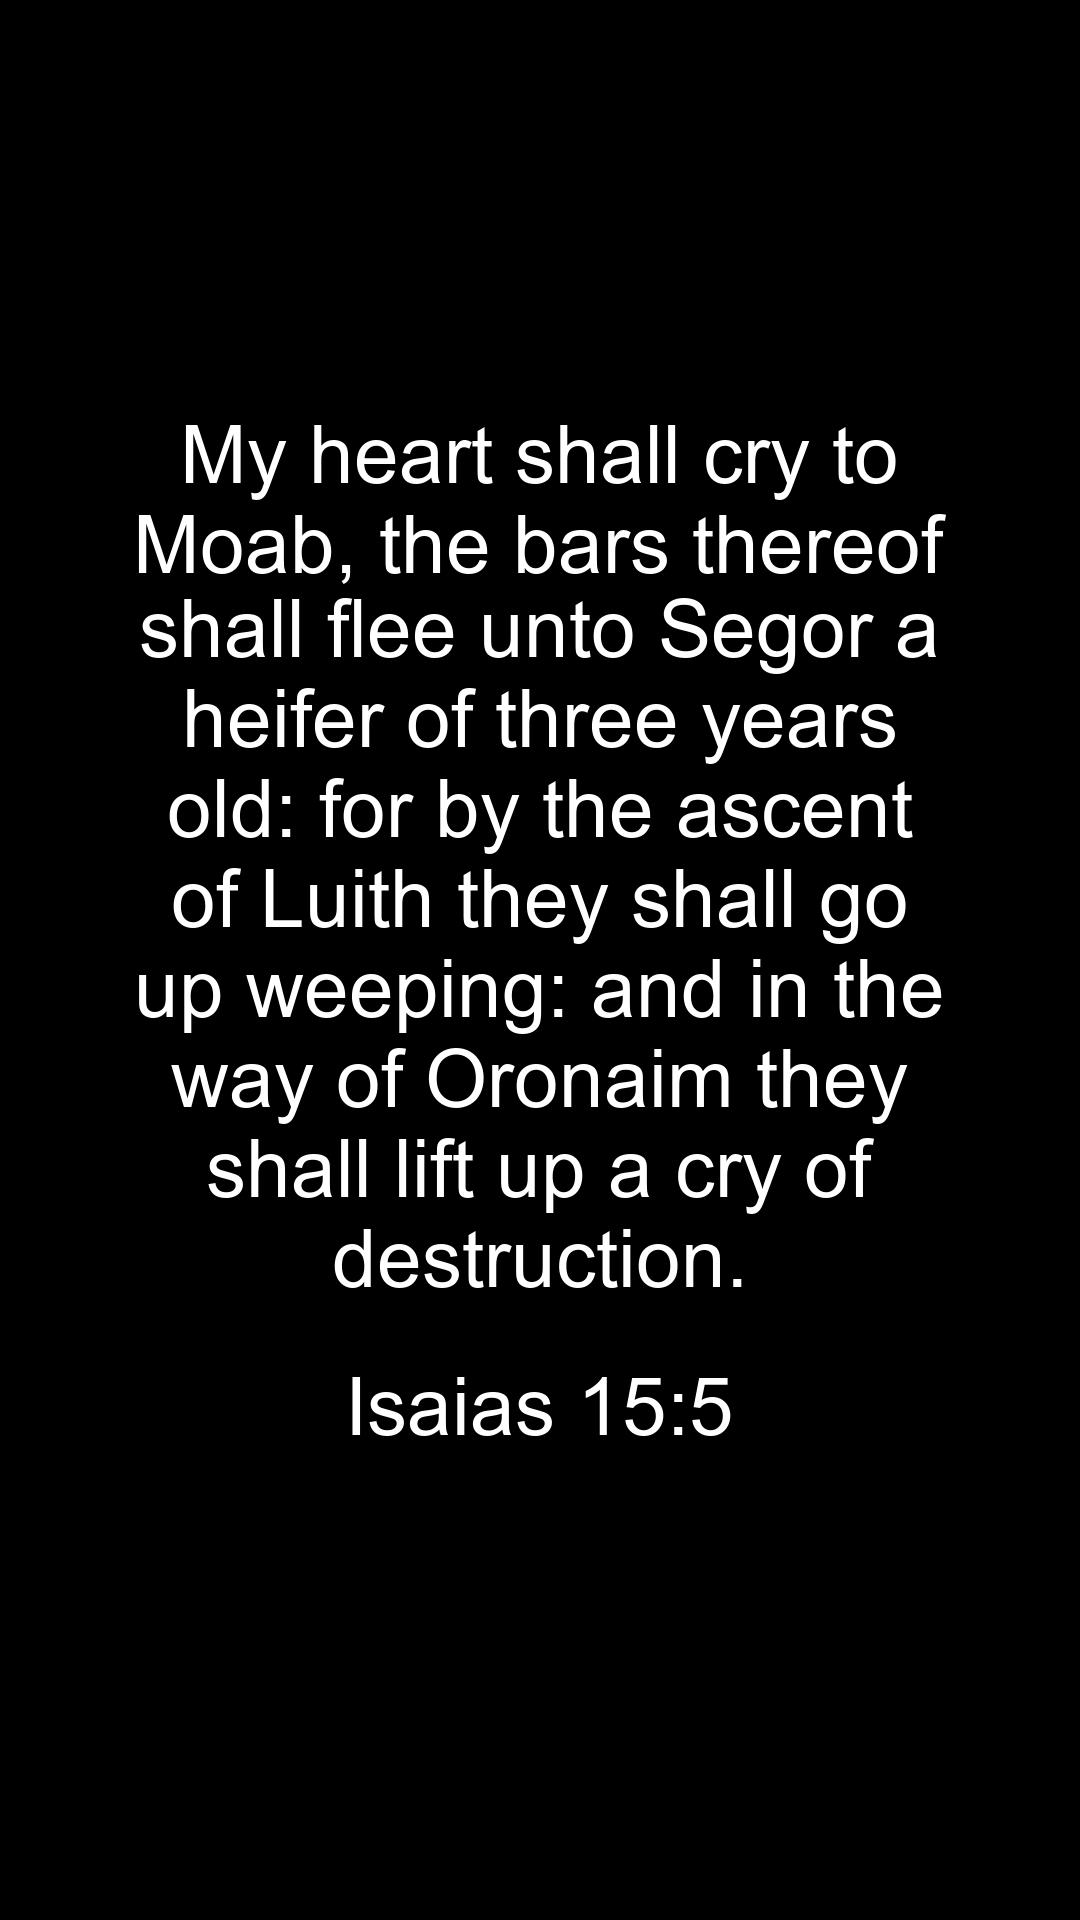 My heart shall cry to
Moab, the bars thereof
shall flee unto Segor a
heifer of three years
old: for by the ascent
of Luith they shall go
up weeping: and in the
way of Oronaim they
shall lift up a cry of
destruction.
Isaias 15:5